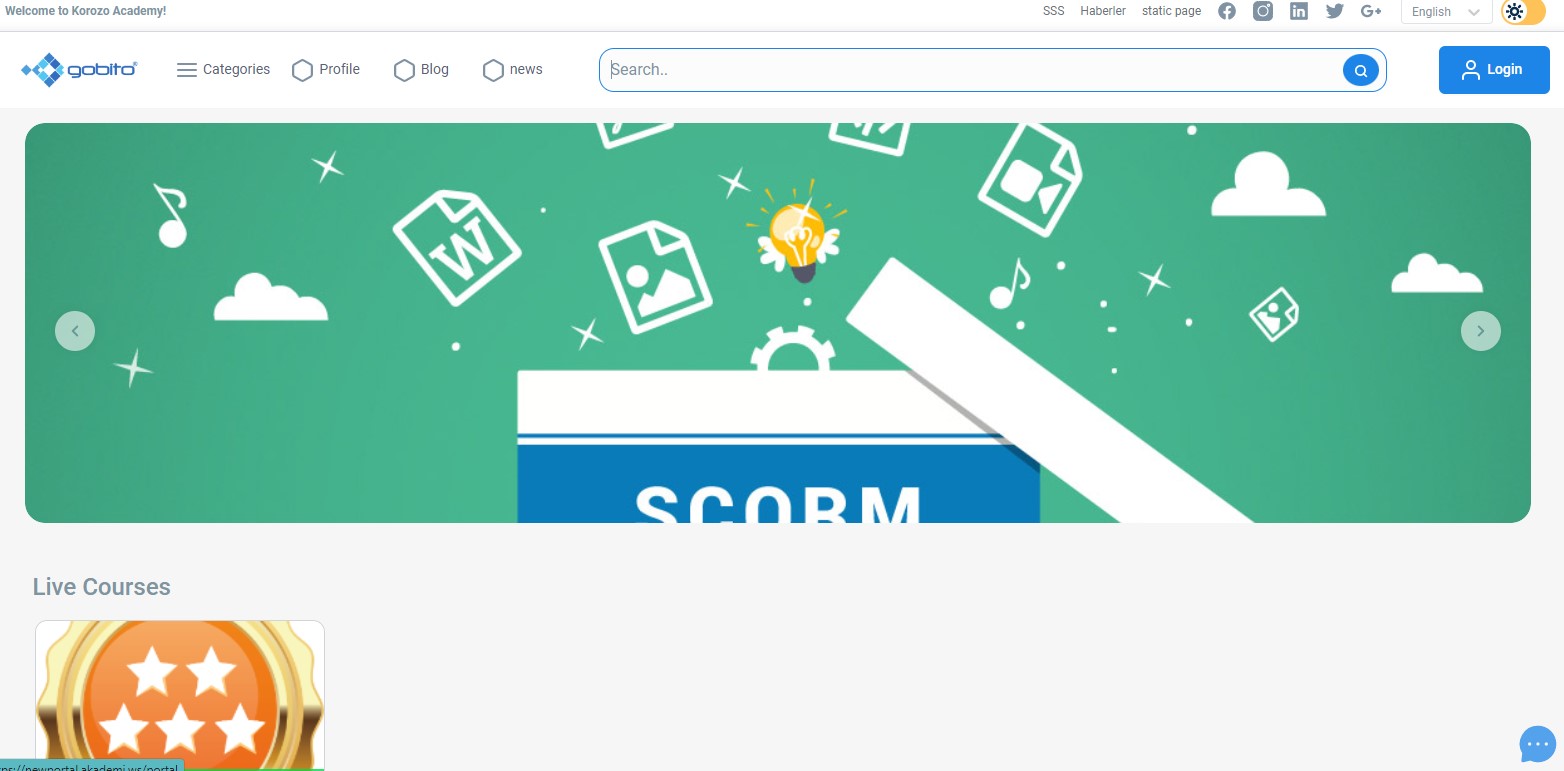 Welcome to Korozo Academy!
SSS Haberler static page G+ English
gobito®
Categories Profile Blog news
Search..
Login
W
SCORM
Live Courses
ps://newportal.akademi.ws/portal